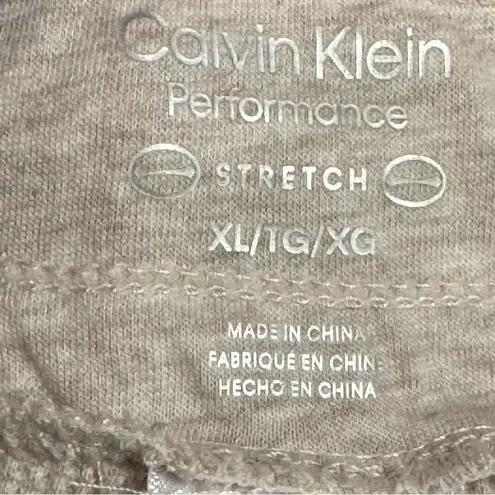 Calvin Klein
Performance
STRETCH
XL/TG/XG
MADE IN CHINA
FABRIQUÉ EN CHINE
HECHO EN CHINA